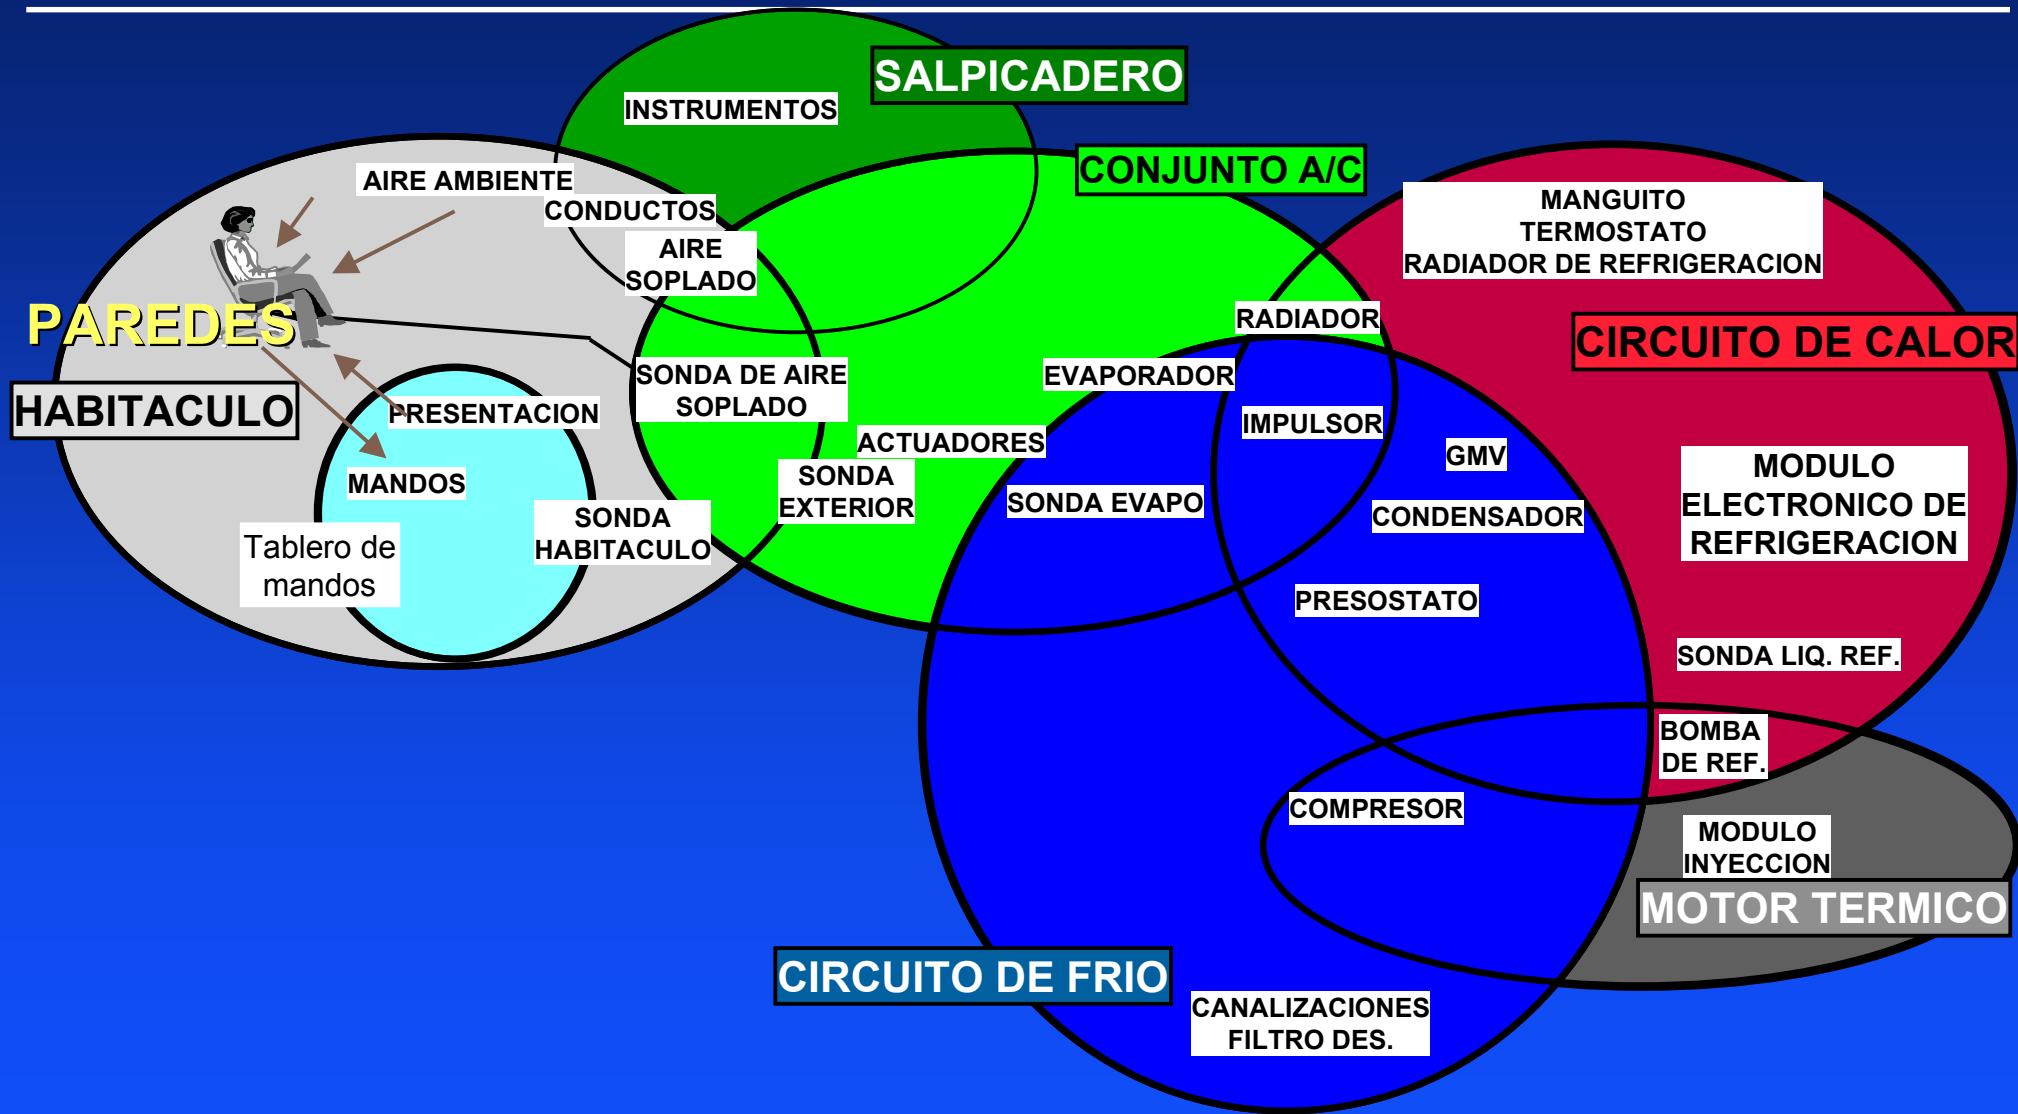 SALPICADERO
INSTRUMENTOS
CONJUNTO A/C
AIRE AMBIENTE
CONDUCTOS
AIRE
SOPLADO
MANGUITO
TERMOSTATO
RADIADOR DE REFRIGERACION
PAREDES
RADIADOR
CIRCUITO DE CALOR
HABITACULO
SONDA DE AIRE
SOPLADO
EVAPORADOR
PRESENTACION
IMPULSOR
ACTUADORES
GMV
MANDOS
SONDA
EXTERIOR
SONDA EVAPO
CONDENSADOR
MODULO
ELECTRONICO DE
REFRIGERACION
SONDA
HABITACULO
Tablero de
mandos
PRESOSTATO
SONDA LIQ. REF.
BOMBA
DE REF.
COMPRESOR
MODULO
INYECCION
MOTOR TERMICO
CIRCUITO DE FRIO
CANALIZACIONES
FILTRO DES.